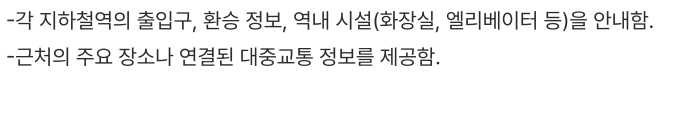 -각 지하철역의 출입구, 환승 정보, 역내 시설(화장실, 엘리베이터 등)을 안내함.
-근처의 주요 장소나 연결된 대중교통 정보를 제공함.